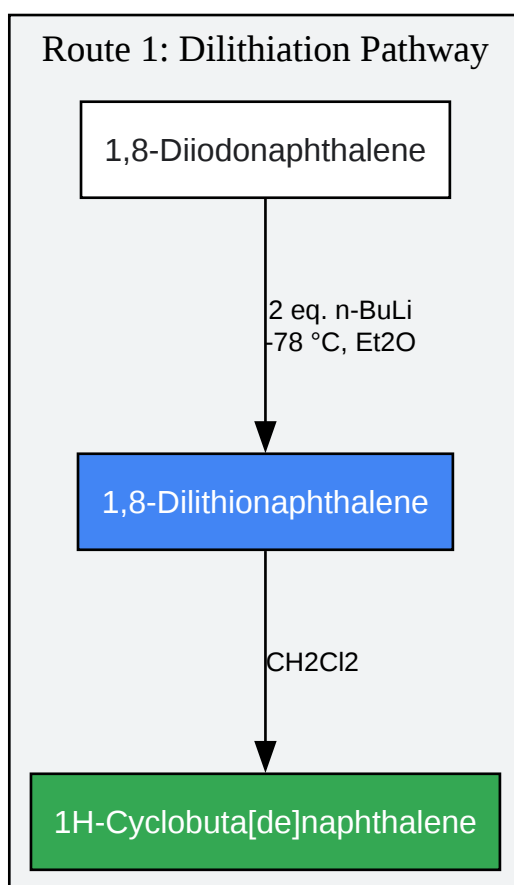 Route 1: Dilithiation Pathway
1,8-Diiodonaphthalene
2 eq. n-BuLi
-78 °C, Et2O
1,8-Dilithionaphthalene
CH2Cl2
1H-Cyclobuta[de]naphthalene